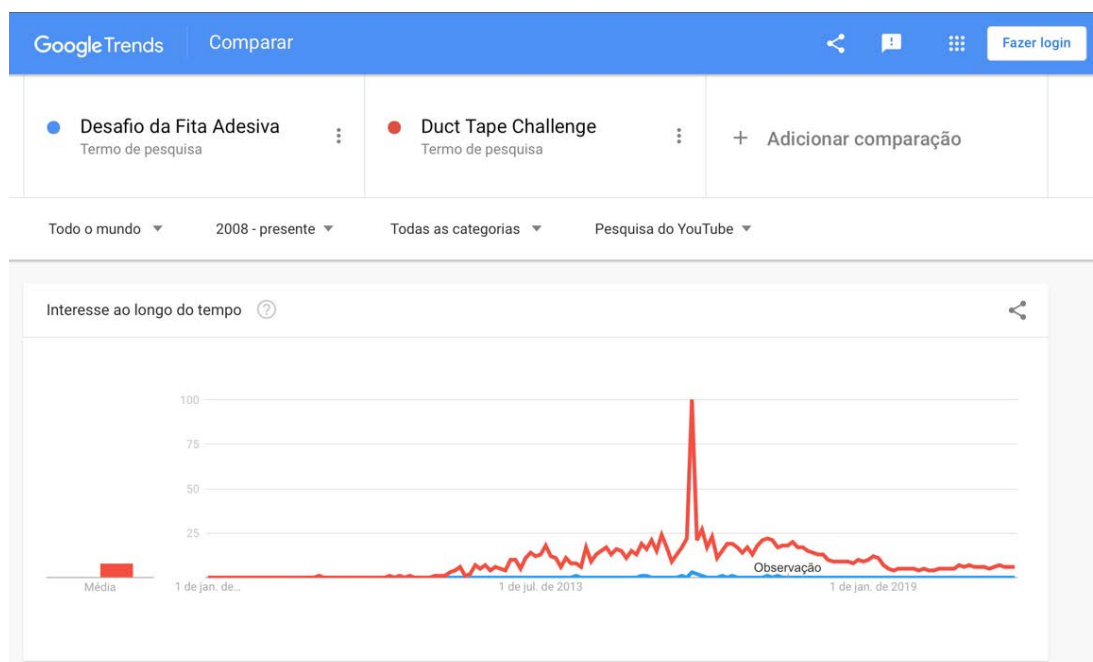 GoogleTrends Comparar Fazer login
Desafio da Fita Adesiva
Termo de pesquisa
Duct Tape Challenge
Termo de pesquisa
+ Adicionar comparação
Todo o mundo 2008 - presente Todas as categorias Pesquisa do YouTube
Interesse ao longo do tempo ?
100
75
50
25
Observação
Média 1 de jan. de... 1 de jul. de 2013 1 de jan. de 2019